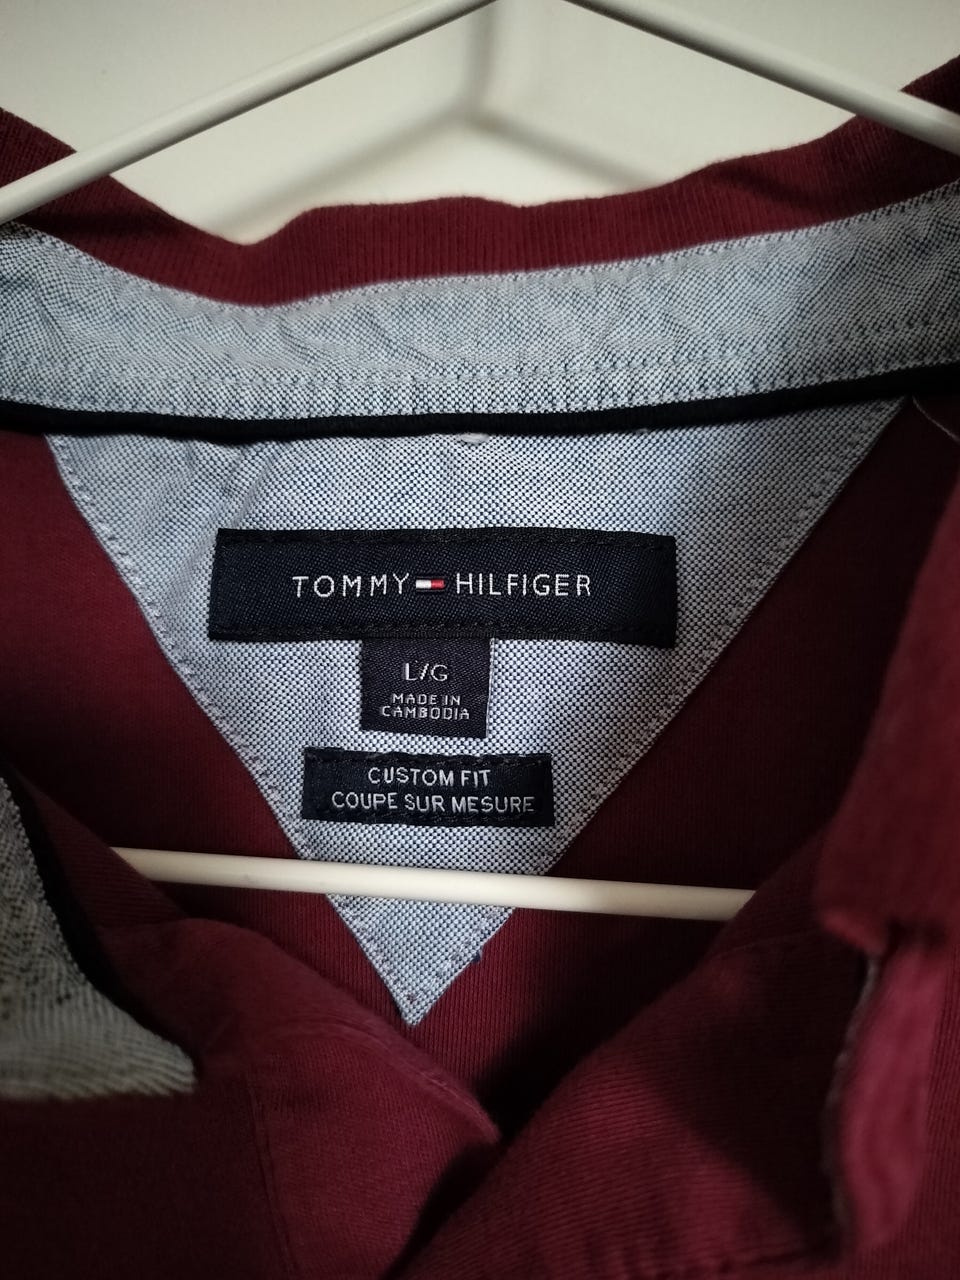 TOMMY HILFIGER
L/G
MADE IN
CAMBODIA
CUSTOM FIT
COUPE SUR MESURE